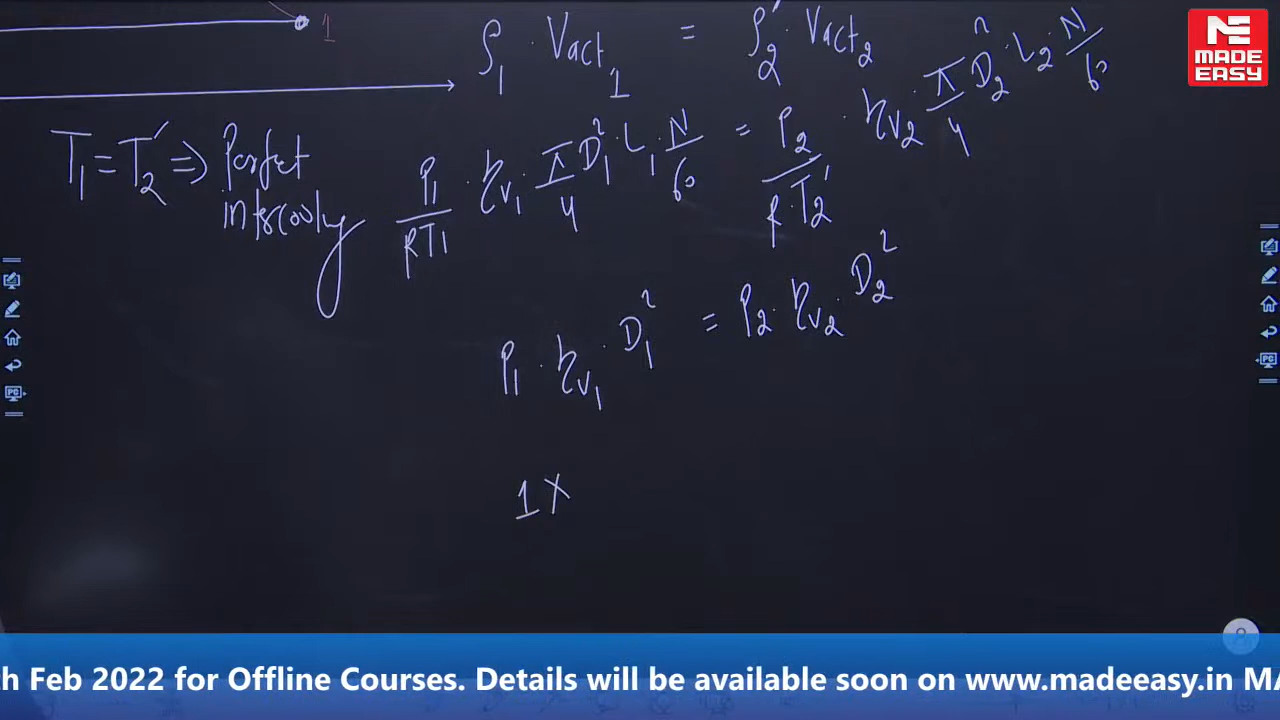 1
ρ₁ · Vact₁ = ρ₂' · Vact₂
MADE EASY
T₁ = T₂' ⇒ Perfect intercooling
P₁/RT₁ · ηv₁ · π/4 D₁² · L₁ · N/60 = P₂/R·T₂' · ηv₂ · π/4 D₂² · L₂ · N/60
P₁ · ηv₁ · D₁² = P₂ · ηv₂ · D₂²
1 X
h Feb 2022 for Offline Courses. Details will be available soon on www.madeeasy.in MA